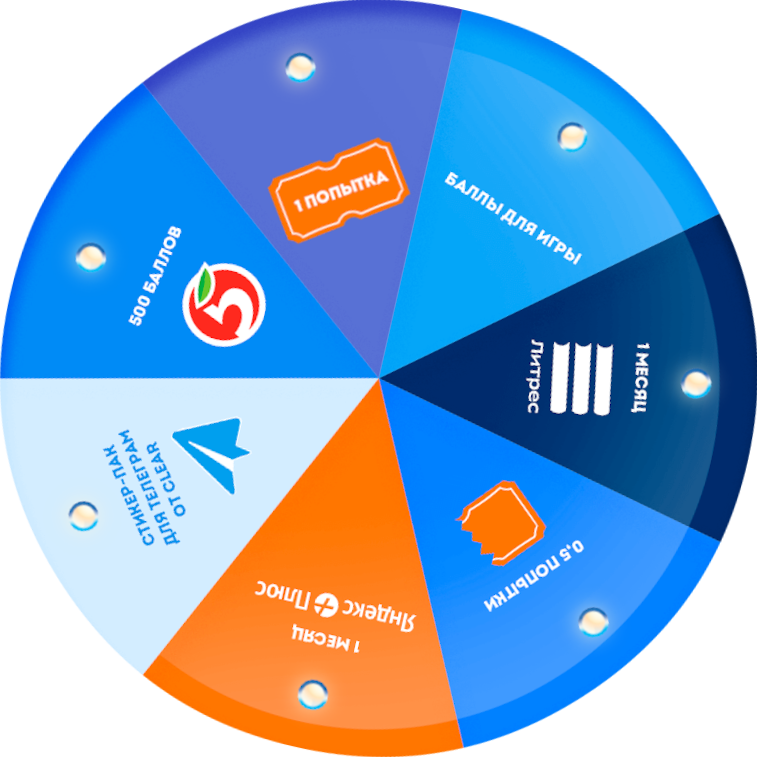 1 ПОПЫТКА
БАЛЛЫ ДЛЯ ИГРЫ
1 МЕСЯЦ
Литрес
0,5 ПОПЫТКИ
1 МЕСЯЦ
Яндекс Плюс
СТИКЕР-ПАК
ДЛЯ ТЕЛЕГРАМ
ОТ CLEAR
500 БАЛЛОВ
5